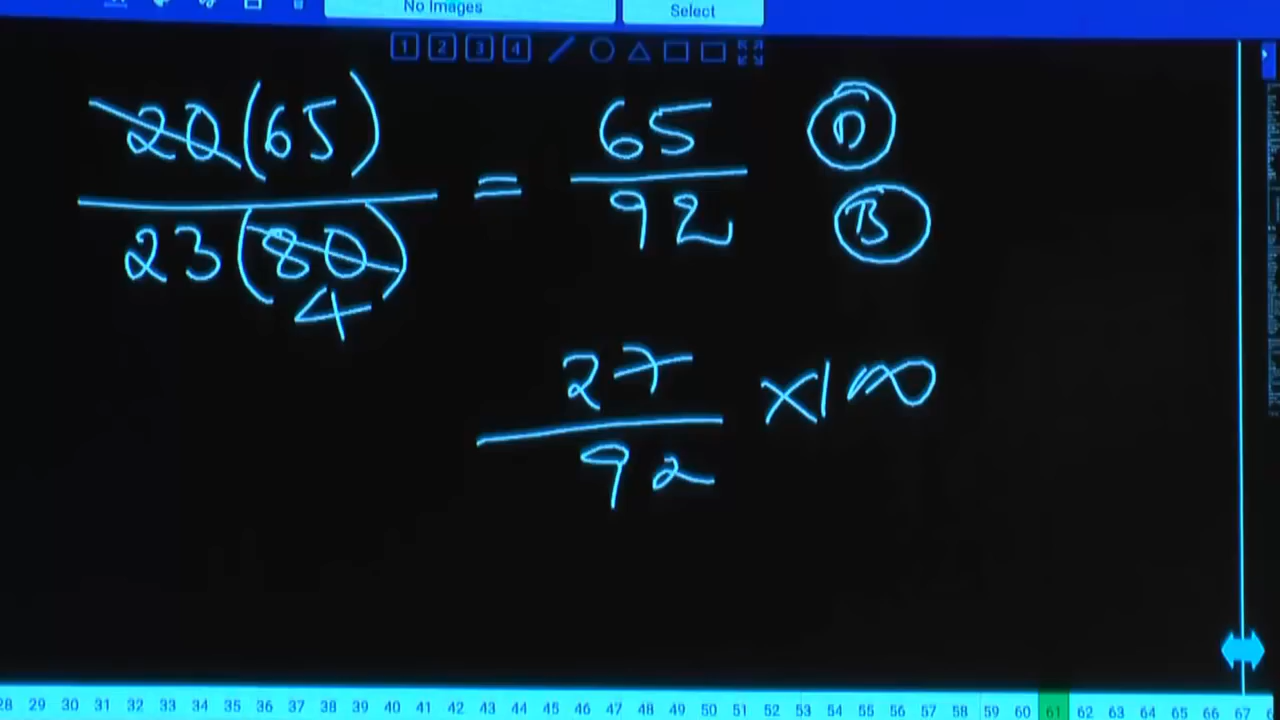 No Images Select
1 2 3 4
20(65) / 23(80) 4 = 65 / 92 D
B
27 / 92 ×100
28 29 30 31 32 33 34 35 36 37 38 39 40 41 42 43 44 45 46 47 48 49 50 51 52 53 54 55 56 57 58 59 60 61 62 63 64 65 66 67